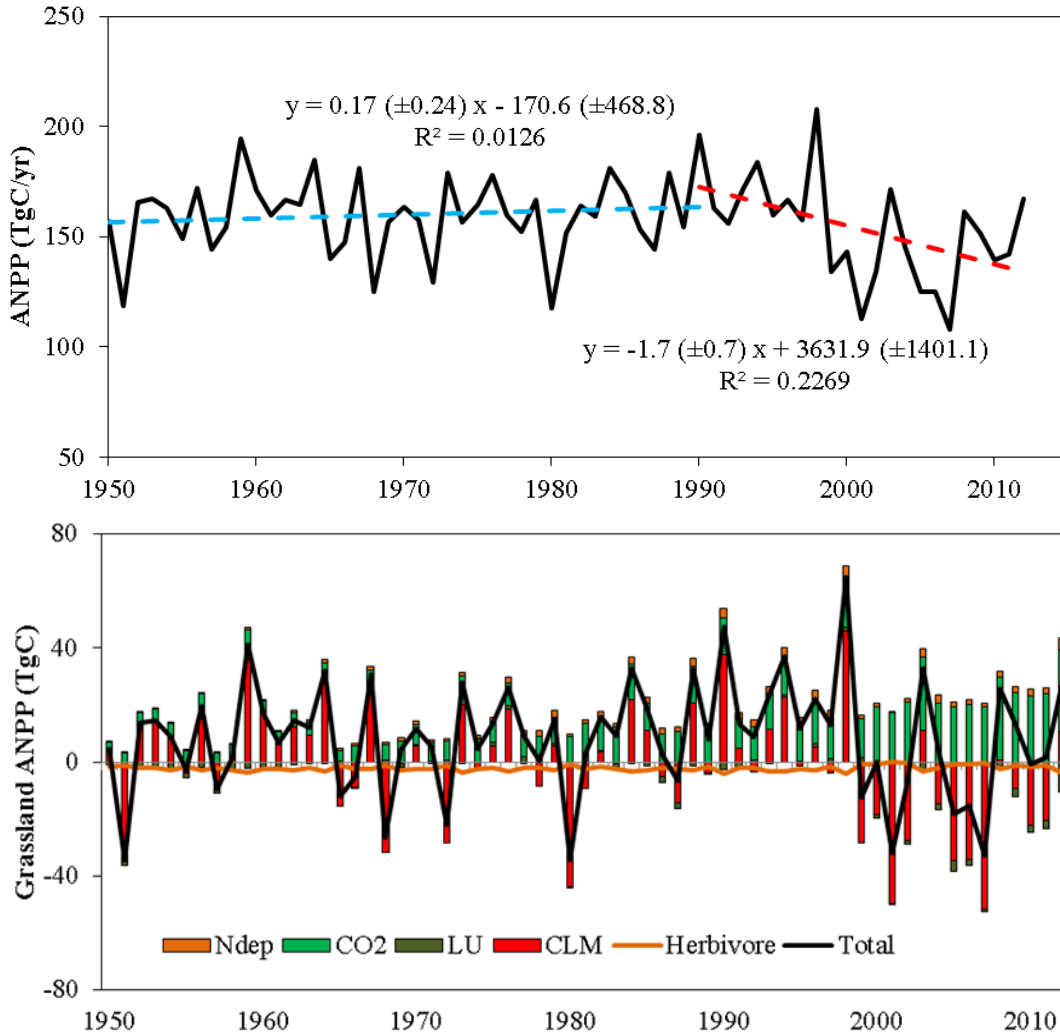 250
200
150
100
50
ANPP (TgC/yr)
y = 0.17 (±0.24) x - 170.6 (±468.8)
R² = 0.0126
y = -1.7 (±0.7) x + 3631.9 (±1401.1)
R² = 0.2269
1950 1960 1970 1980 1990 2000 2010
80
40
0
-40
-80
Grassland ANPP (TgC)
Ndep CO2 LU CLM Herbivore Total
1950 1960 1970 1980 1990 2000 2010